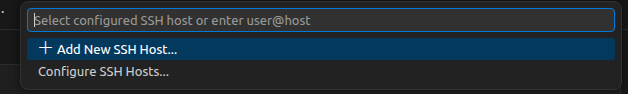 Select configured SSH host or enter user@host
+ Add New SSH Host...
Configure SSH Hosts...